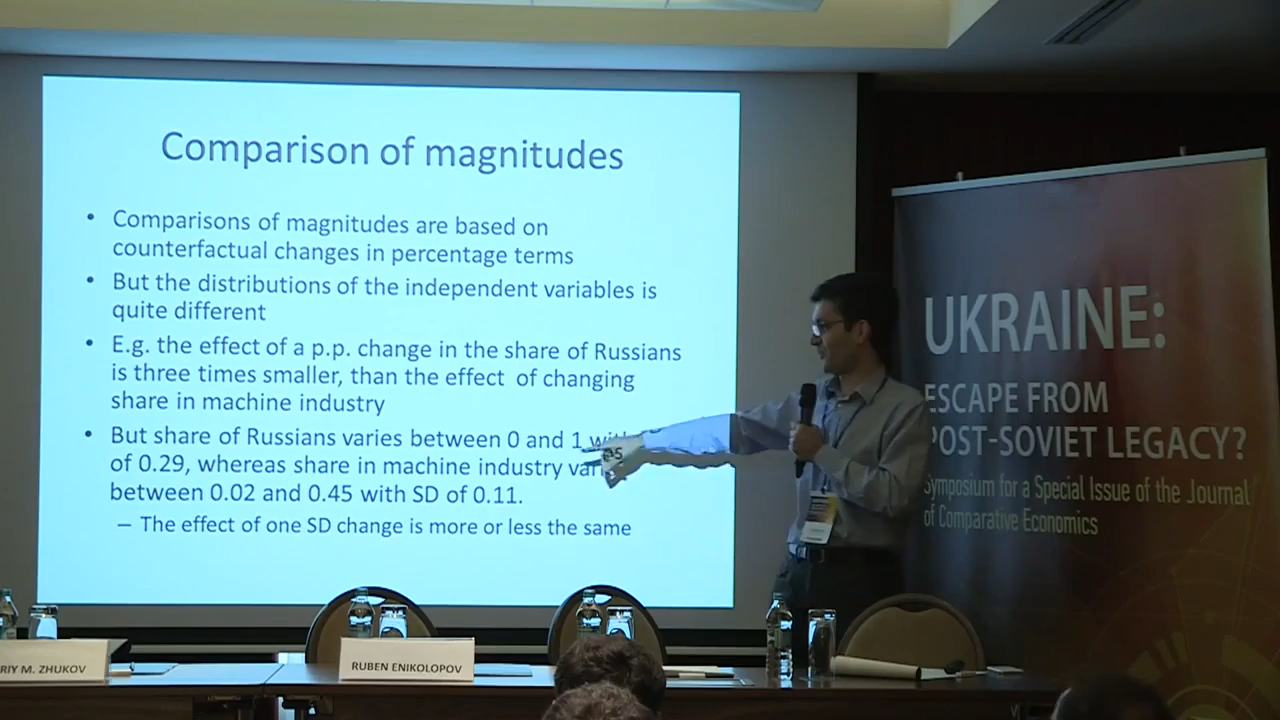 Comparison of magnitudes
• Comparisons of magnitudes are based on
counterfactual changes in percentage terms
• But the distributions of the independent variables is
quite different
• E.g. the effect of a p.p. change in the share of Russians
is three times smaller, than the effect of changing
share in machine industry
• But share of Russians varies between 0 and 1
of 0.29, whereas share in machine industry
between 0.02 and 0.45 with SD of 0.11.
– The effect of one SD change is more or less the same
UKRAINE:
ESCAPE FROM
POST-SOVIET LEGACY?
Symposium for a Special Issue of the Journal
of Comparative Economics
M. ZHUKOV
RUBEN ENIKOLOPOV